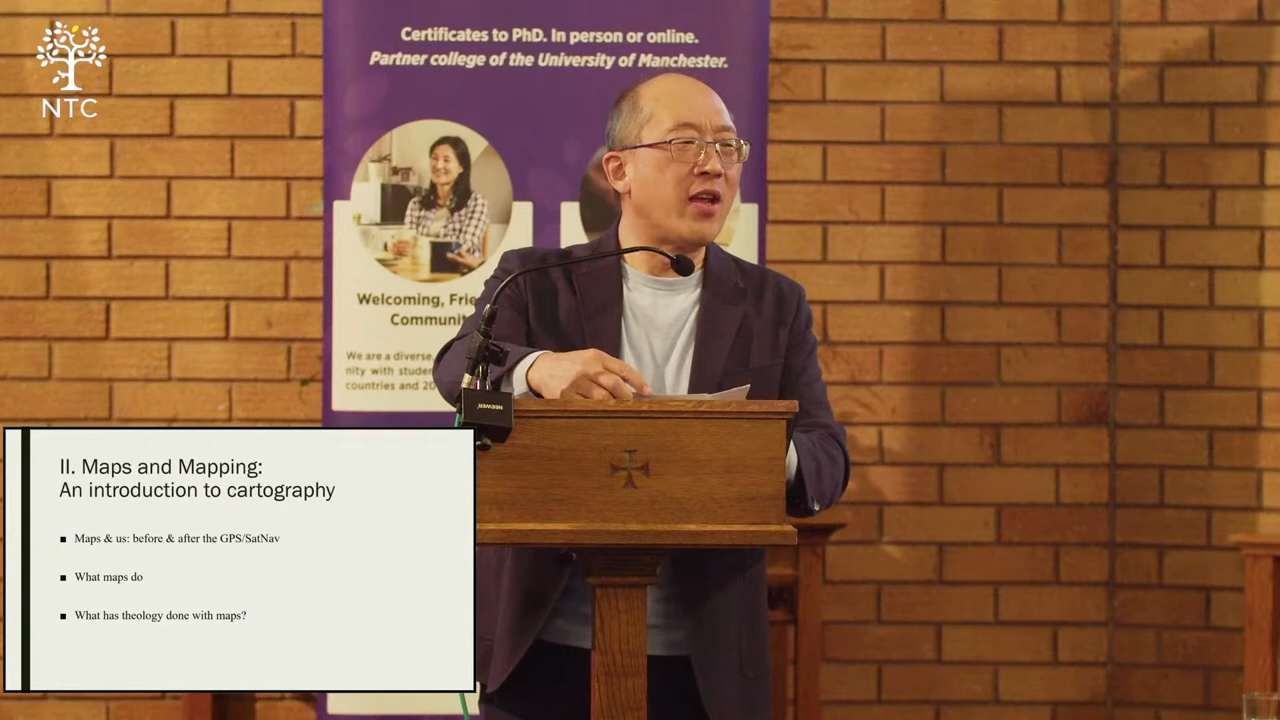 NTC
Certificates to PhD. In person or online.
Partner college of the University of Manchester.
Welcoming, Frie
Communit
We are a diverse,
nity with studen
countries and 20
NEEWER
II. Maps and Mapping:
An introduction to cartography
■ Maps & us: before & after the GPS/SatNav
■ What maps do
■ What has theology done with maps?